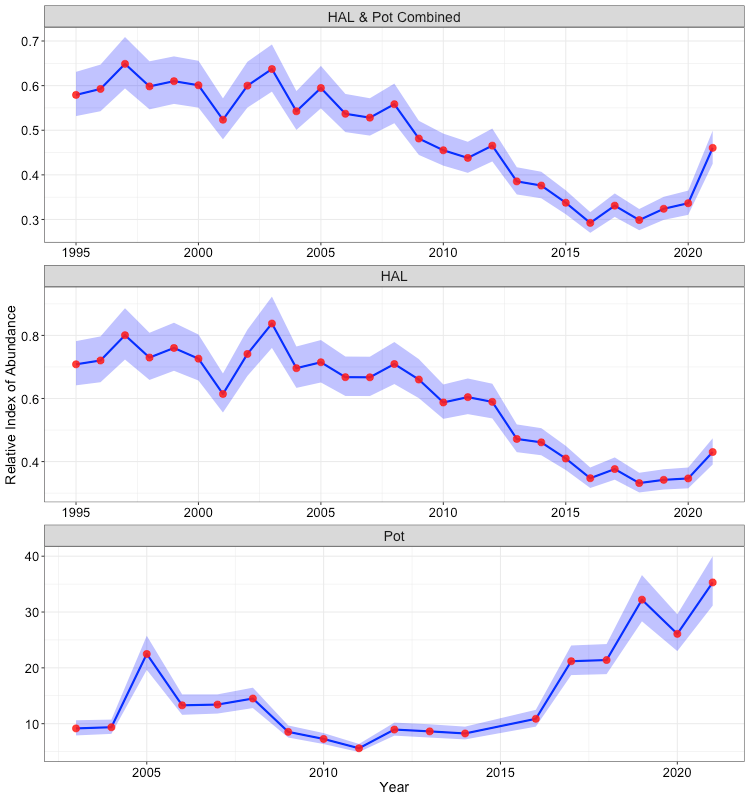 HAL & Pot Combined
0.7
0.6
0.5
0.4
0.3
1995 2000 2005 2010 2015 2020
HAL
0.8
0.6
0.4
1995 2000 2005 2010 2015 2020
Relative Index of Abundance
Pot
40
30
20
10
2005 2010 2015 2020
Year